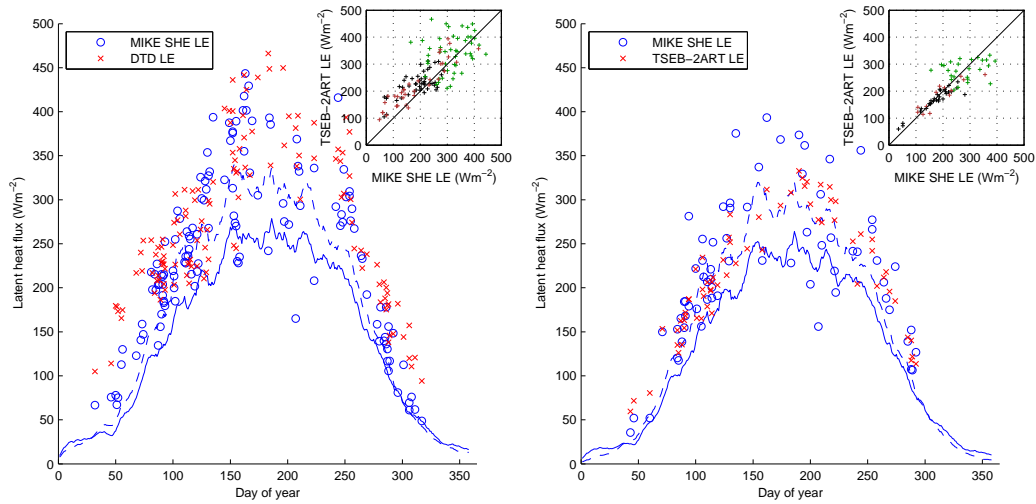 500
450
400
350
300
250
200
150
100
50
0
0 50 100 150 200 250 300 350
Latent heat flux (Wm−2)
Day of year
MIKE SHE LE
DTD LE
500
400
300
200
100
0
0 100 200 300 400 500
TSEB−2ART LE (Wm−2)
MIKE SHE LE (Wm−2)
500
450
400
350
300
250
200
150
100
50
0
0 50 100 150 200 250 300 350
Latent heat flux (Wm−2)
Day of year
MIKE SHE LE
TSEB−2ART LE
500
400
300
200
100
0
0 100 200 300 400 500
TSEB−2ART LE (Wm−2)
MIKE SHE LE (Wm−2)